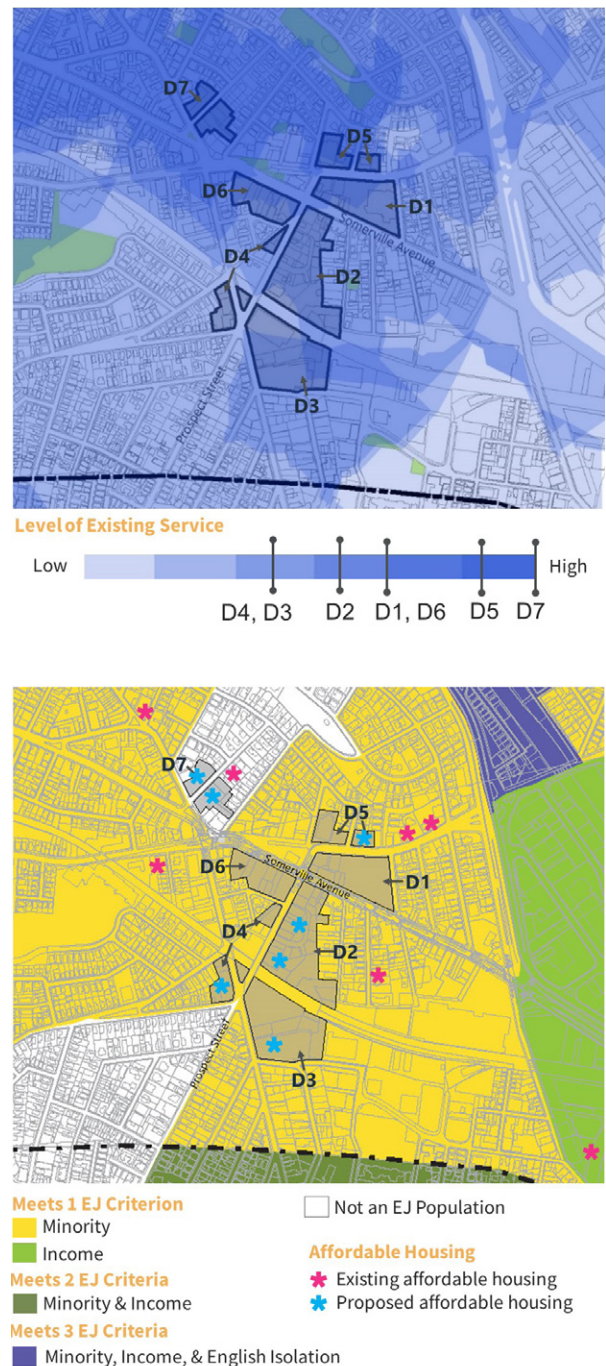 D7
D5
D6
D1
Somerville Avenue
D4
D2
Prospect Street
D3
Level of Existing Service
Low
High
D4, D3
D2
D1, D6
D5
D7
D7
D5
D6
Somerville Avenue
D1
D4
D2
Prospect Street
D3
Meets 1 EJ Criterion
Minority
Income
Meets 2 EJ Criteria
Minority & Income
Meets 3 EJ Criteria
Minority, Income, & English Isolation
Not an EJ Population
Affordable Housing
Existing affordable housing
Proposed affordable housing